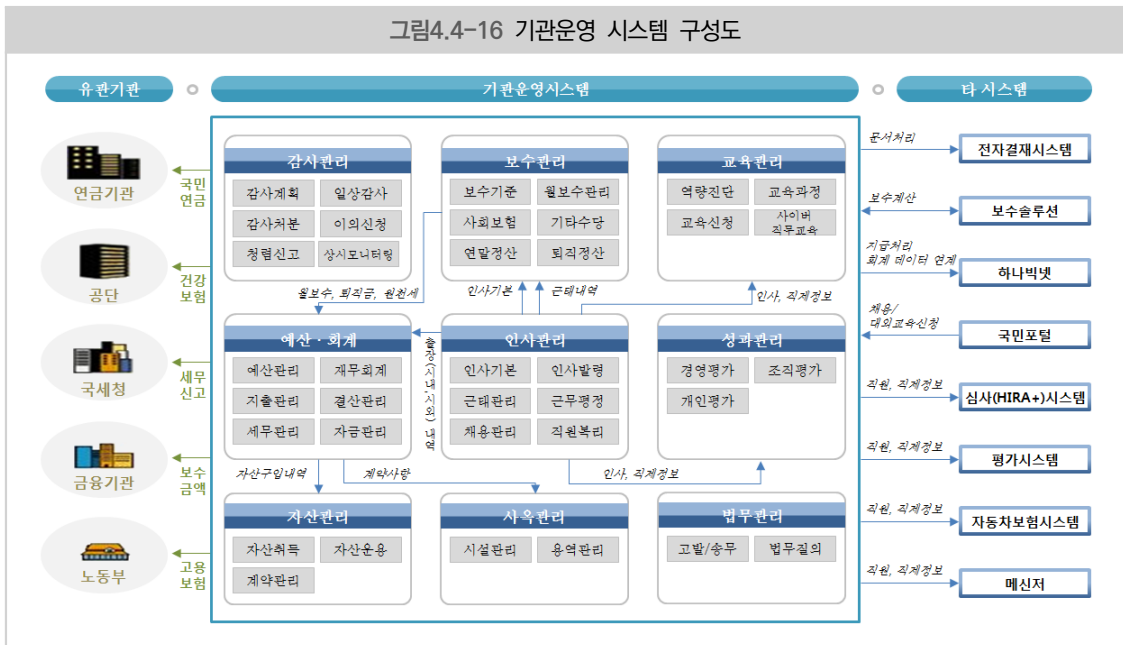 그림4.4-16 기관운영 시스템 구성도
유관기관
기관운영시스템
타 시스템
연금기관
국민
연금
공단
건강
보험
국세청
세무
신고
금융기관
보수
금액
노동부
고용
보험
감사관리
감사계획 일상감사
감사처분 이의신청
청렴신고 상시모니터링
보수관리
보수기준 월보수관리
사회보험 기타수당
연말정산 퇴직정산
교육관리
역량진단 교육과정
교육신청 사이버
직무교육
월보수, 퇴직금, 원천세
인사기본
근태내역
인사, 직제정보
예산·회계
예산관리 재무회계
지출관리 결산관리
세무관리 자금관리
출장(시내,시외) 내역
인사관리
인사기본 인사발령
근태관리 근무평정
채용관리 직원복리
성과관리
경영평가 조직평가
개인평가
자산구입내역
계약사항
인사, 직제정보
자산관리
자산취득 자산운용
계약관리
사옥관리
시설관리 용역관리
법무관리
고발/송무 법무질의
문서처리
전자결재시스템
보수계산
보수솔루션
지급처리
회계 데이터 연계
하나빅넷
채용/
대외교육신청
국민포털
직원, 직제정보
심사(HIRA+)시스템
직원, 직제정보
평가시스템
직원, 직제정보
자동차보험시스템
직원, 직제정보
메신저